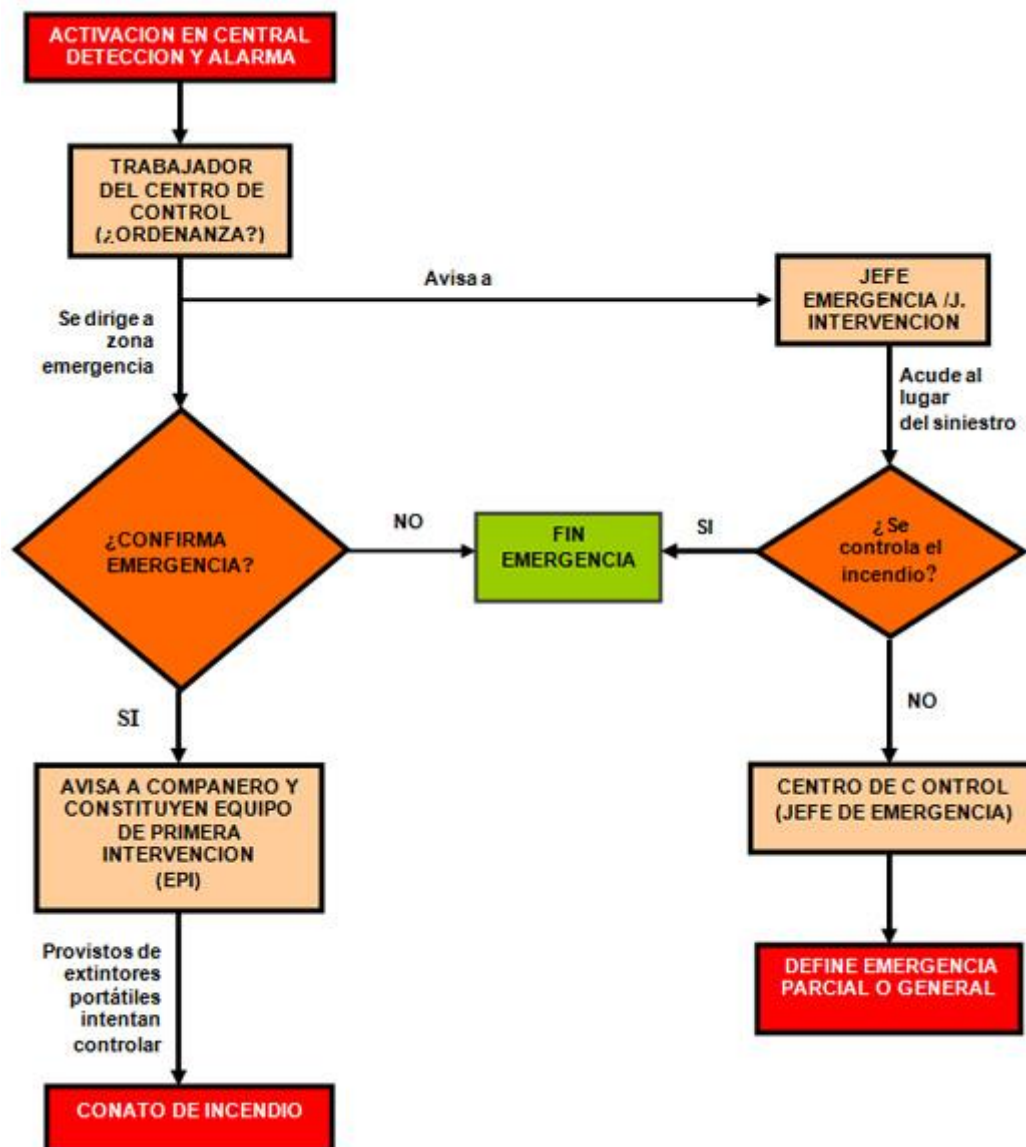 ACTIVACION EN CENTRAL
DETECCION Y ALARMA
TRABAJADOR
DEL CENTRO DE
CONTROL
(¿ORDENANZA?)
Avisa a
JEFE
EMERGENCIA /J.
INTERVENCION
Se dirige a
zona
emergencia
Acude al
lugar
del siniestro
¿CONFIRMA
EMERGENCIA?
NO
FIN
EMERGENCIA
SI
¿Se
controla el
incendio?
SI
NO
AVISA A COMPANERO Y
CONSTITUYEN EQUIPO
DE PRIMERA
INTERVENCION
(EPI)
CENTRO DE C ONTROL
(JEFE DE EMERGENCIA)
Provistos de
extintores
portátiles
intentan
controlar
DEFINE EMERGENCIA
PARCIAL O GENERAL
CONATO DE INCENDIO